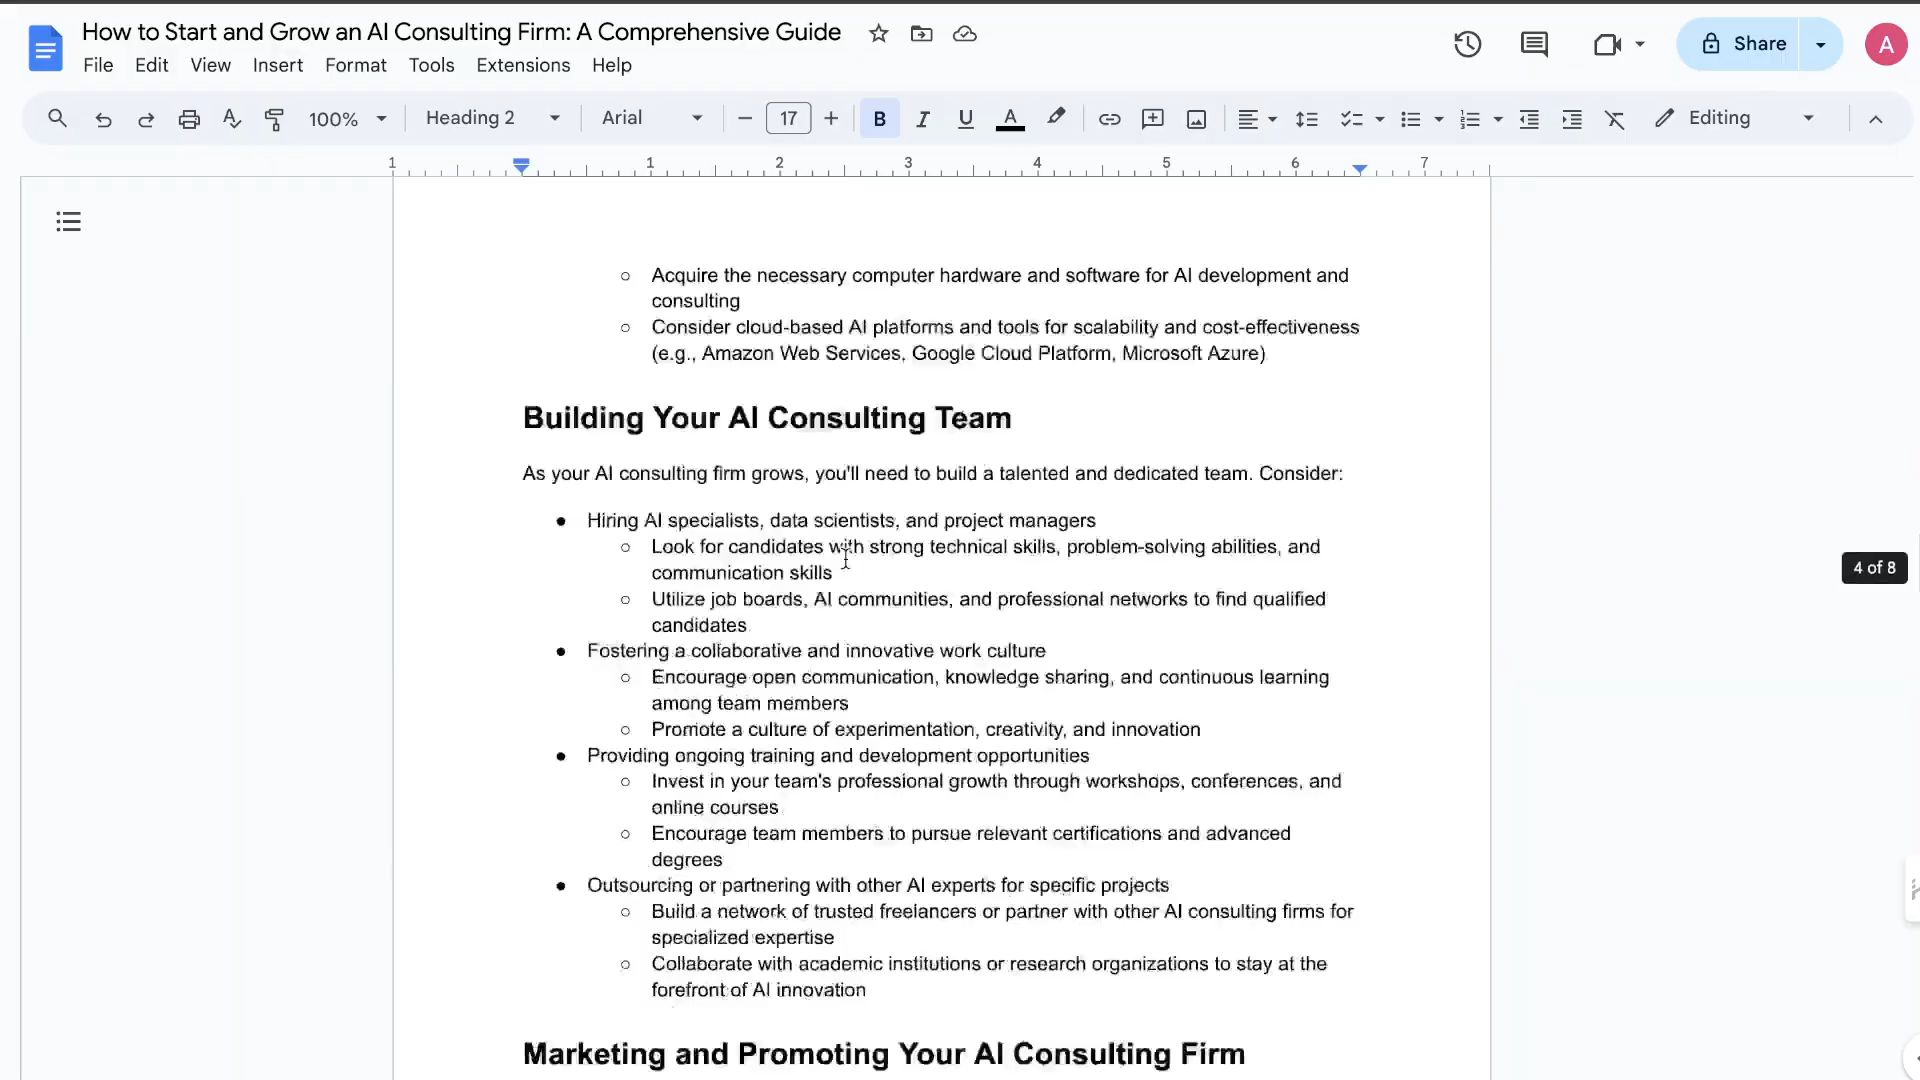 How to Start and Grow an AI Consulting Firm: A Comprehensive Guide
File Edit View Insert Format Tools Extensions Help
Share
A
100% Heading 2 Arial 17 B I U A Editing
1 1 2 3 4 5 6 7
○ Acquire the necessary computer hardware and software for AI development and
consulting
○ Consider cloud-based AI platforms and tools for scalability and cost-effectiveness
(e.g., Amazon Web Services, Google Cloud Platform, Microsoft Azure)
Building Your AI Consulting Team
As your AI consulting firm grows, you'll need to build a talented and dedicated team. Consider:
● Hiring AI specialists, data scientists, and project managers
○ Look for candidates with strong technical skills, problem-solving abilities, and
communication skills
4 of 8
○ Utilize job boards, AI communities, and professional networks to find qualified
candidates
● Fostering a collaborative and innovative work culture
○ Encourage open communication, knowledge sharing, and continuous learning
among team members
○ Promote a culture of experimentation, creativity, and innovation
● Providing ongoing training and development opportunities
○ Invest in your team's professional growth through workshops, conferences, and
online courses
○ Encourage team members to pursue relevant certifications and advanced
degrees
● Outsourcing or partnering with other AI experts for specific projects
○ Build a network of trusted freelancers or partner with other AI consulting firms for
specialized expertise
○ Collaborate with academic institutions or research organizations to stay at the
forefront of AI innovation
Marketing and Promoting Your AI Consulting Firm